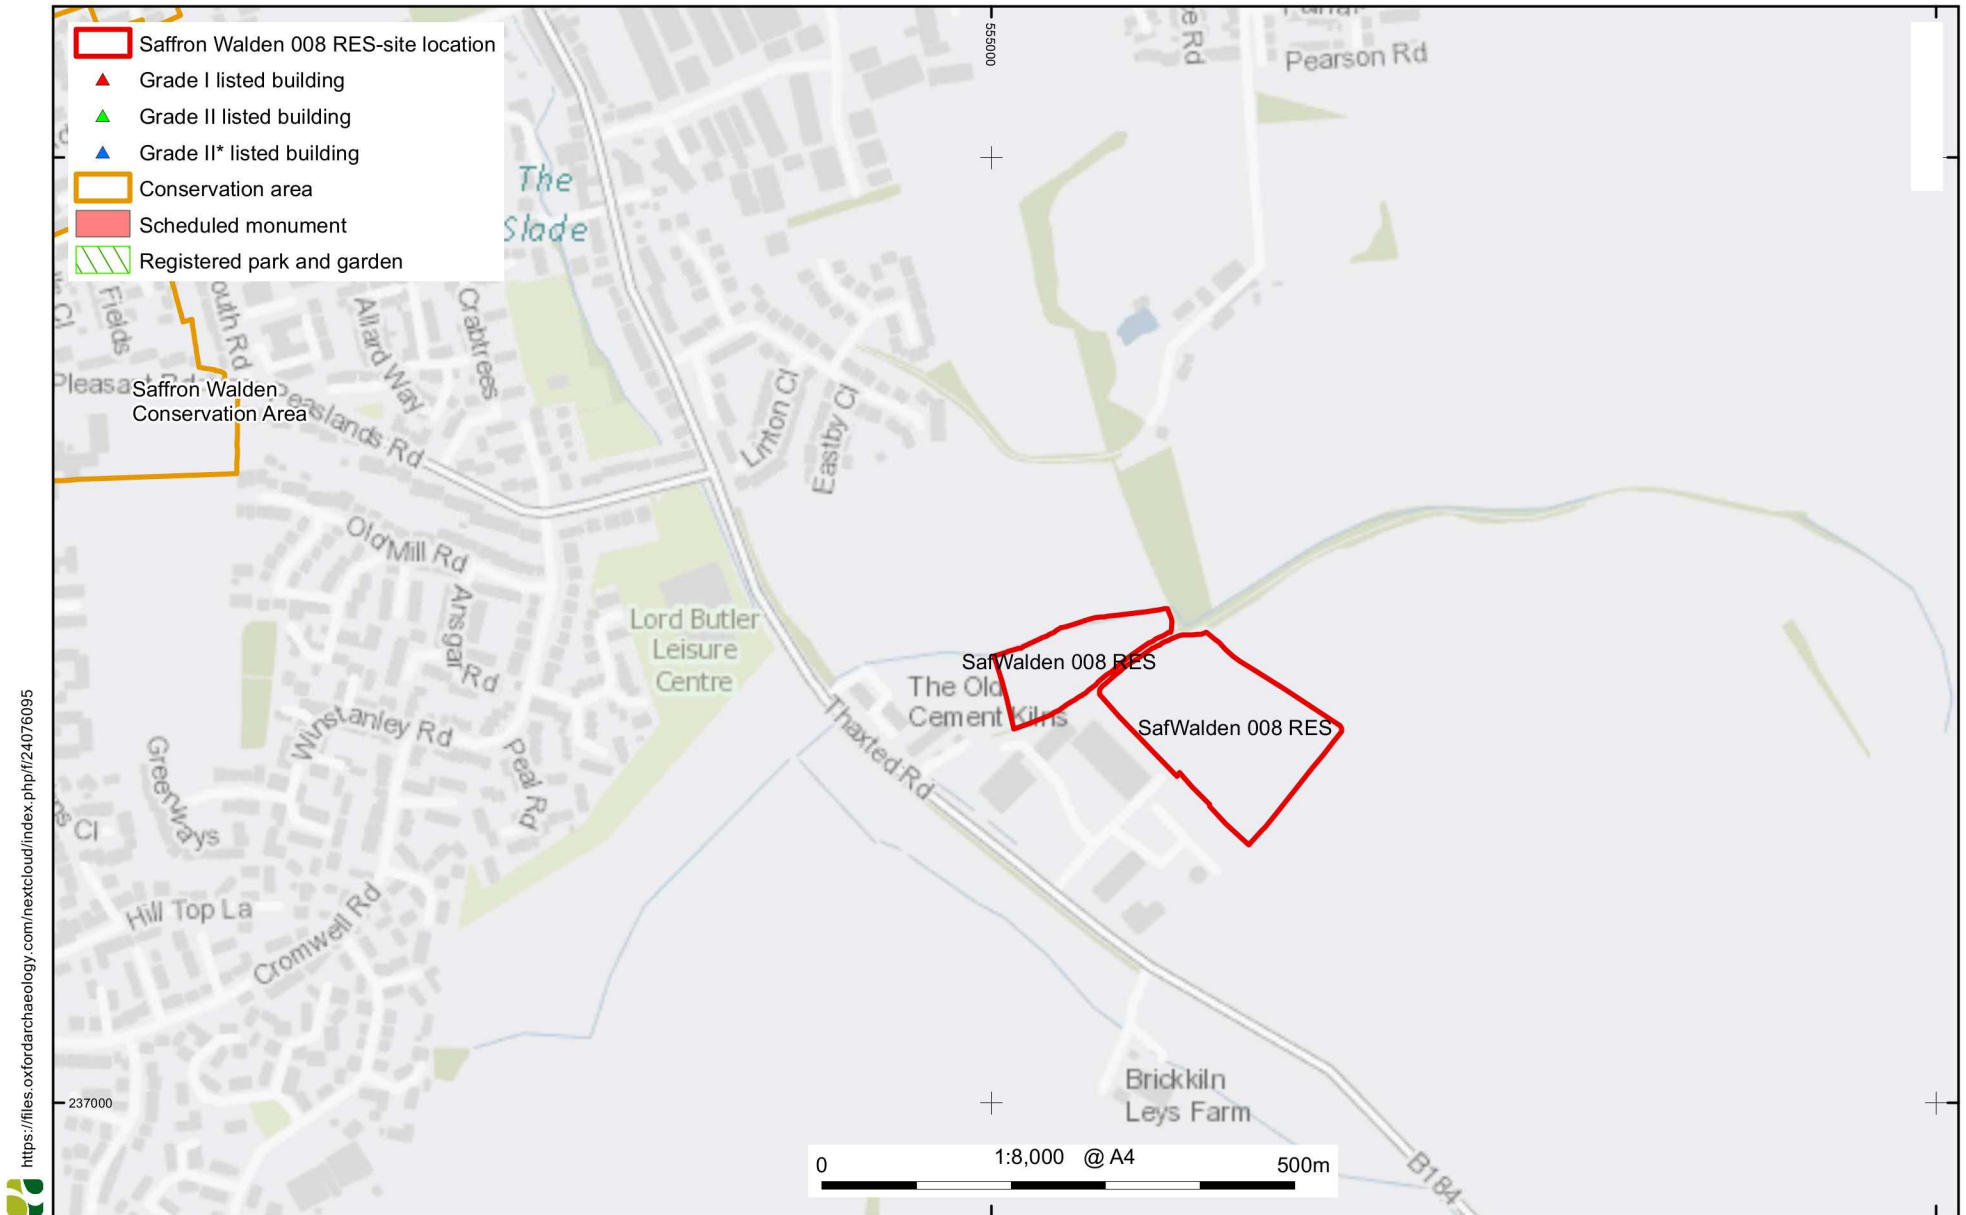 Saffron Walden 008 RES-site location
Grade I listed building
Grade II listed building
Grade II* listed building
Conservation area
Scheduled monument
Registered park and garden
555000
Pearson Rd
The
Slade
Fields
Allard Way
Crabtrees
Saffron Walden
Conservation Area
Peaslands Rd
Linton Cl
Eastby Cl
Old Mill Rd
Ansgar Rd
Lord Butler
Leisure
Centre
SafWalden 008 RES
The Old
Cement Kilns
SafWalden 008 RES
Thaxted Rd
Winstanley Rd
Peal Rd
Greenways
Cl
Hill Top La
Cromwell Rd
237000
Brickkiln
Leys Farm
B184
0
1:8,000 @ A4
500m
https://files.oxfordarchaeology.com/nextcloud/index.php/f/24076095